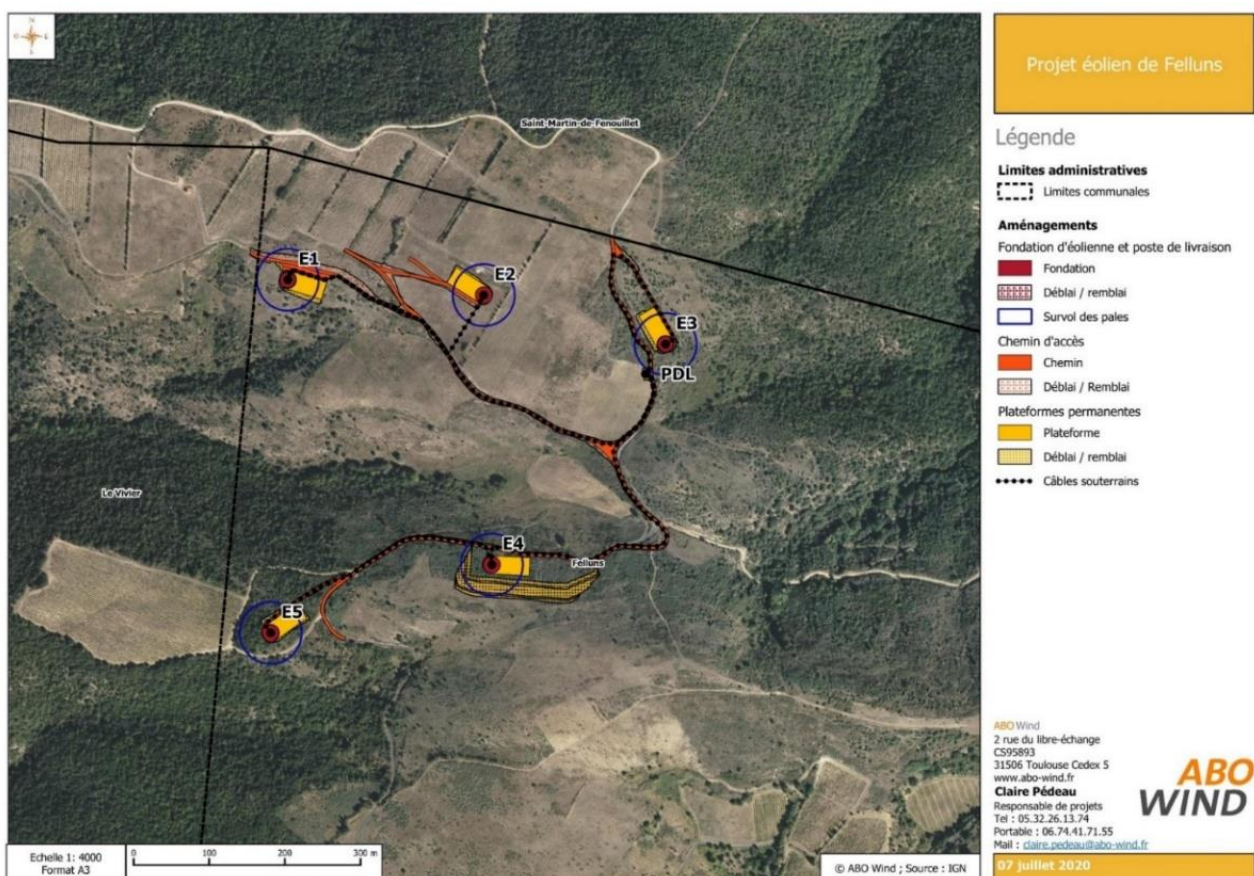 O
E
Saint-Martin-de-Fenouillet
E1
E2
E3
PDL
Le Vivier
E4
Felluns
E5
Echelle 1: 4000
Format A3
0 100 200 300 m
© ABO Wind ; Source : IGN
Projet éolien de Felluns
Légende
Limites administratives
Limites communales
Aménagements
Fondation d'éolienne et poste de livraison
Fondation
Déblai / remblai
Survol des pales
Chemin d'accès
Chemin
Déblai / Remblai
Plateformes permanentes
Plateforme
Déblai / remblai
Câbles souterrains
ABO Wind
2 rue du libre-échange
CS95893
31506 Toulouse Cedex 5
www.abo-wind.fr
Claire Pédeau
Responsable de projets
Tel : 05.32.26.13.74
Portable : 06.74.41.71.55
Mail : claire.pedeau@abo-wind.fr
ABO
WIND
07 juillet 2020